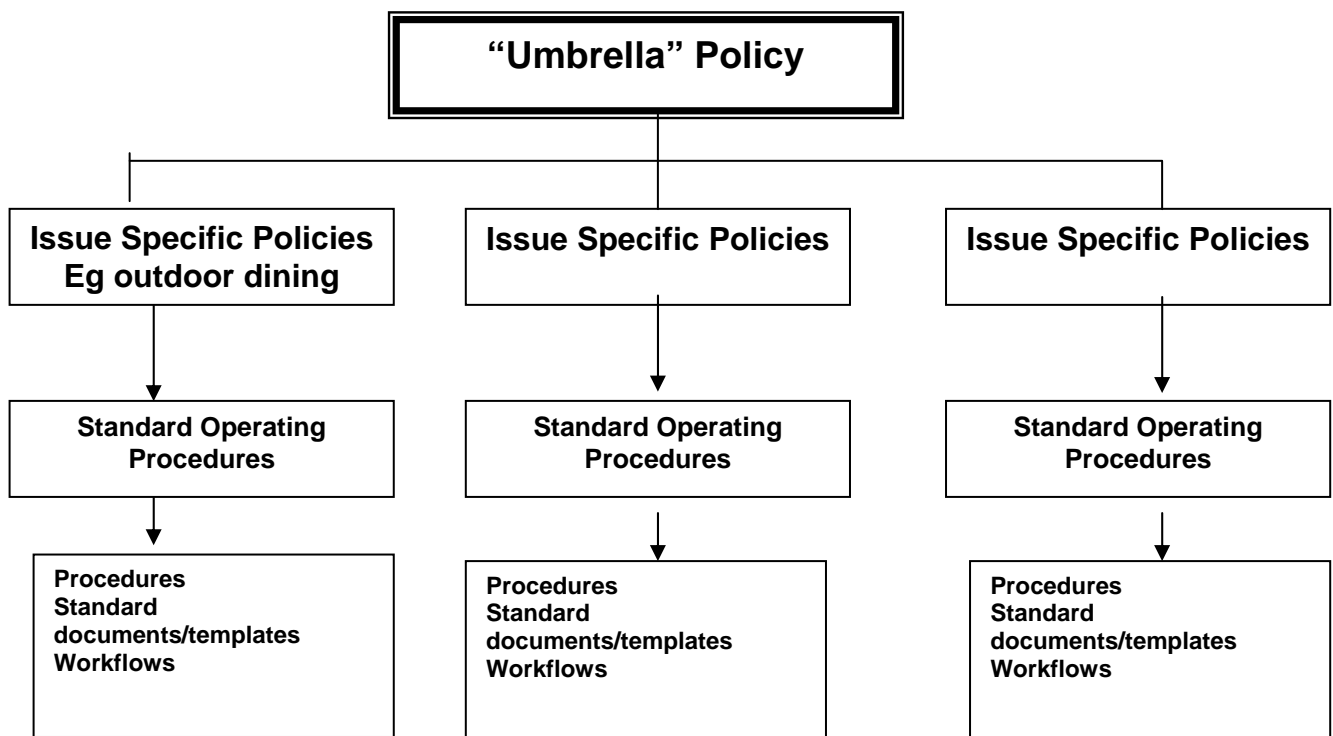 “Umbrella” Policy
Issue Specific Policies
Eg outdoor dining
Issue Specific Policies
Issue Specific Policies
Standard Operating
Procedures
Standard Operating
Procedures
Standard Operating
Procedures
Procedures
Standard
documents/templates
Workflows
Procedures
Standard
documents/templates
Workflows
Procedures
Standard
documents/templates
Workflows